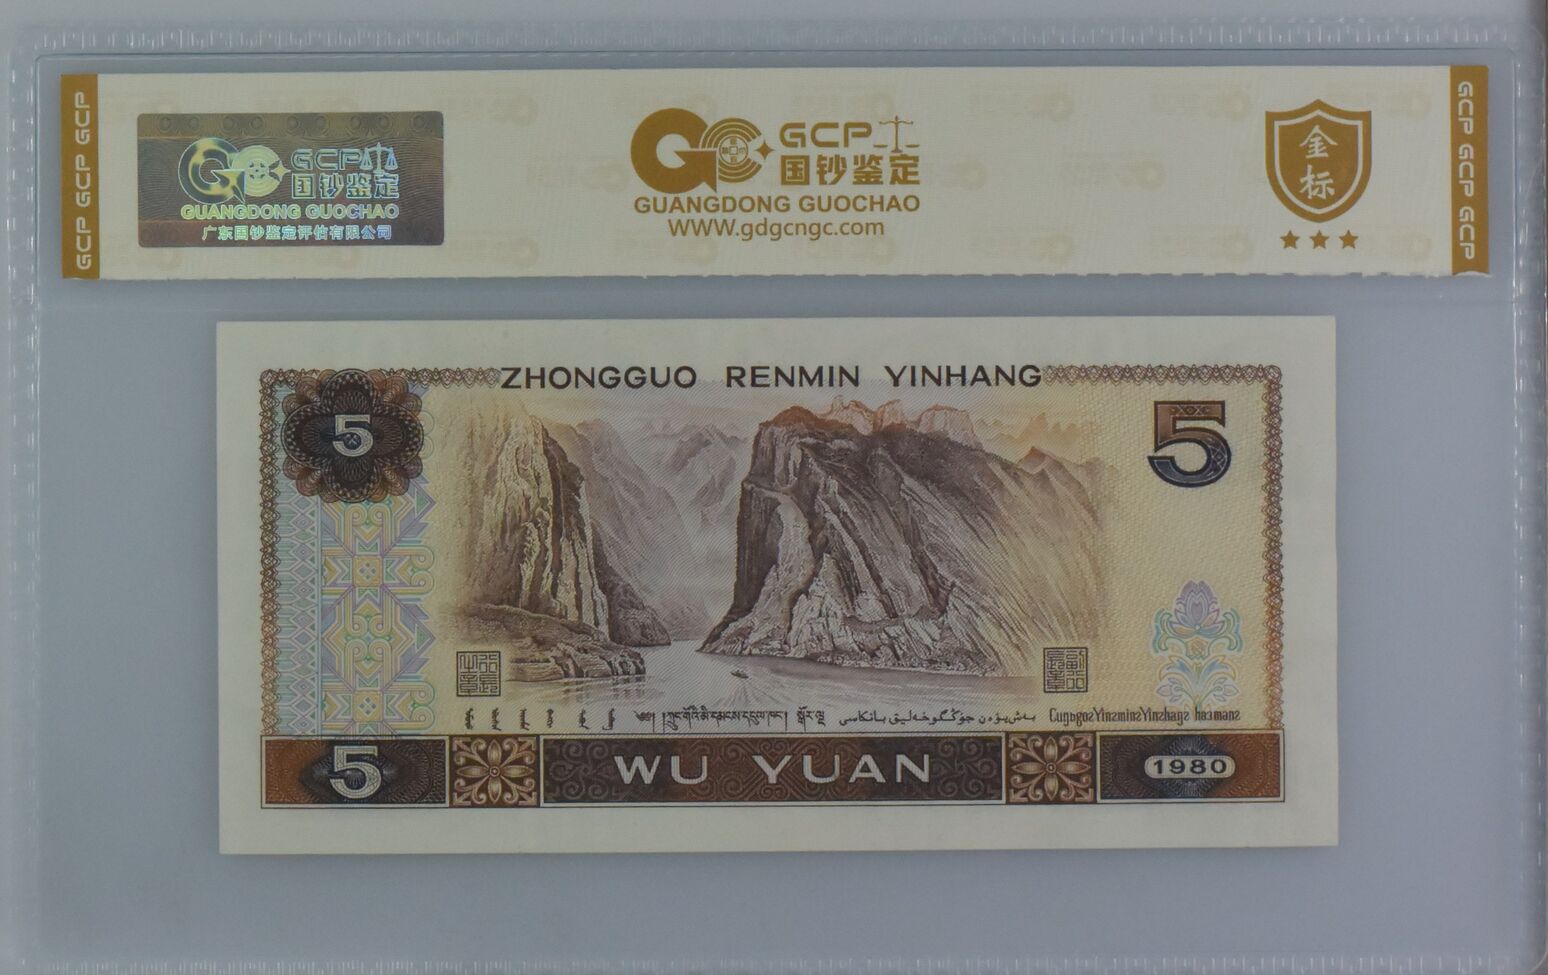 GCP GCP GCP
GCP
国钞鉴定
GUANGDONG GUOCHAO
广东国钞鉴定评估有限公司
GCP
国钞鉴定
GUANGDONG GUOCHAO
WWW.gdgcngc.com
金标
GCP GCP GCP
ZHONGGUO RENMIN YINHANG
5
5
5
WU YUAN
1980